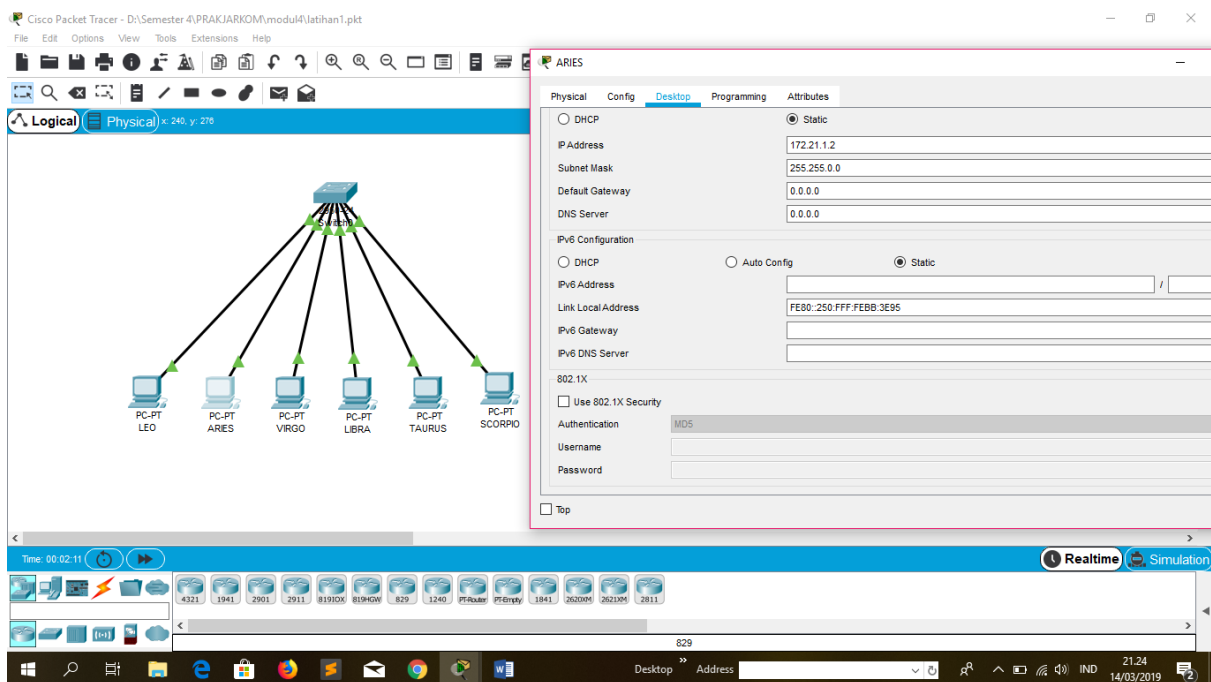 Cisco Packet Tracer - D:\Semester 4\PRAKJARKOM\modul4\latihan1.pkt
File Edit Options View Tools Extensions Help
Logical Physical x: 240, y: 276
Switch0
PC-PT
LEO
PC-PT
ARIES
PC-PT
VIRGO
PC-PT
LIBRA
PC-PT
TAURUS
PC-PT
SCORPIO
ARIES
Physical Config Desktop Programming Attributes
DHCP Static
IP Address 172.21.1.2
Subnet Mask 255.255.0.0
Default Gateway 0.0.0.0
DNS Server 0.0.0.0
IPv6 Configuration
DHCP Auto Config Static
IPv6 Address /
Link Local Address FE80::250:FFF:FEBB:3E95
IPv6 Gateway
IPv6 DNS Server
802.1X
Use 802.1X Security
Authentication MD5
Username
Password
Top
Time: 00:02:11 Realtime Simulation
4321 1941 2901 2911 819IOX 819HGW 829 1240 PT-Router PT-Empty 1841 2620XM 2621XM 2811
829
Desktop Address IND 21.24
14/03/2019
2